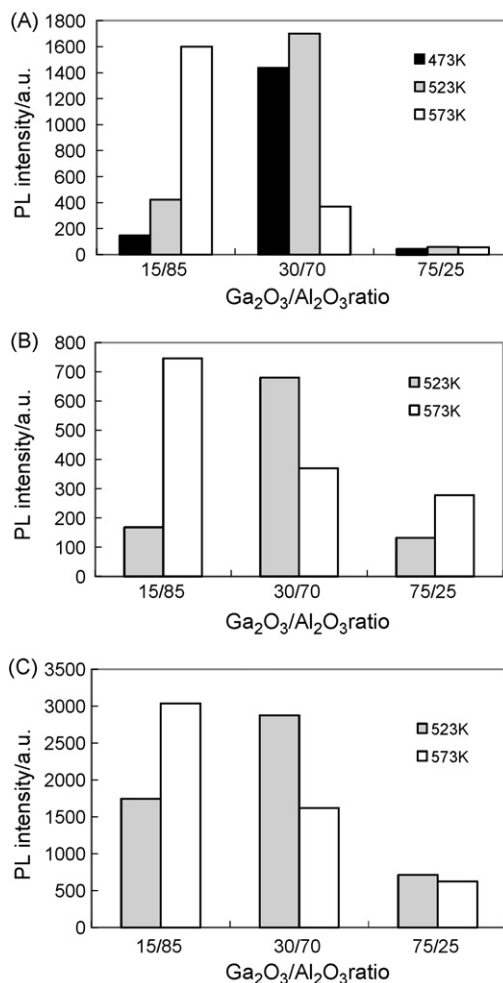 (A)
PL intensity/a.u.
1800
1600
1400
1200
1000
800
600
400
200
0
473K
523K
573K
15/85 30/70 75/25
Ga₂O₃/Al₂O₃ratio
(B)
PL intensity/a.u.
800
700
600
500
400
300
200
100
0
523K
573K
15/85 30/70 75/25
Ga₂O₃/Al₂O₃ratio
(C)
PL intensity/a.u.
3500
3000
2500
2000
1500
1000
500
0
523K
573K
15/85 30/70 75/25
Ga₂O₃/Al₂O₃ratio